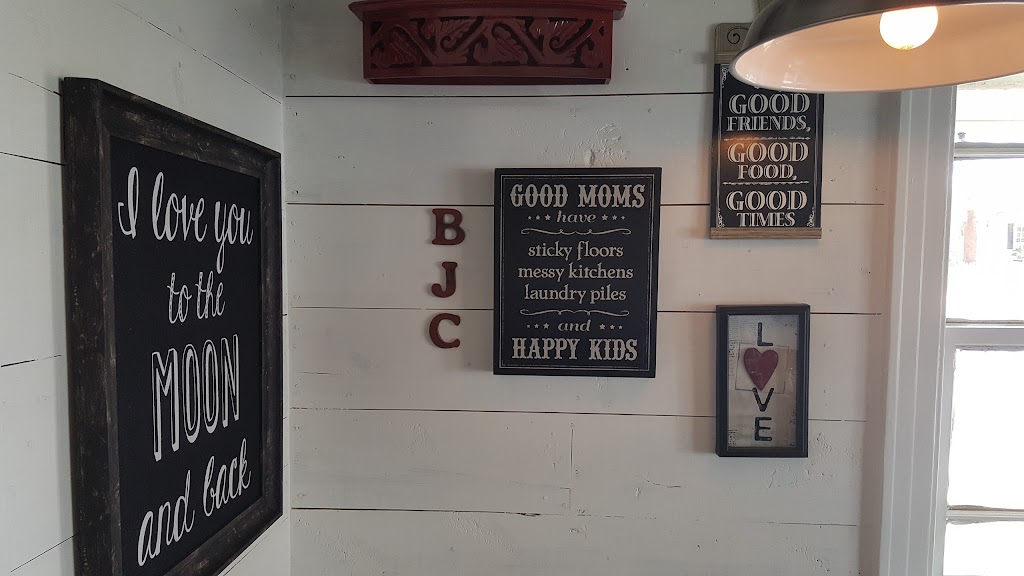 I love you
to the
MOON
and back
B
J
C
GOOD MOMS
have
sticky floors
messy kitchens
laundry piles
and
HAPPY KIDS
GOOD
FRIENDS,
GOOD
FOOD,
GOOD
TIMES
L
VE